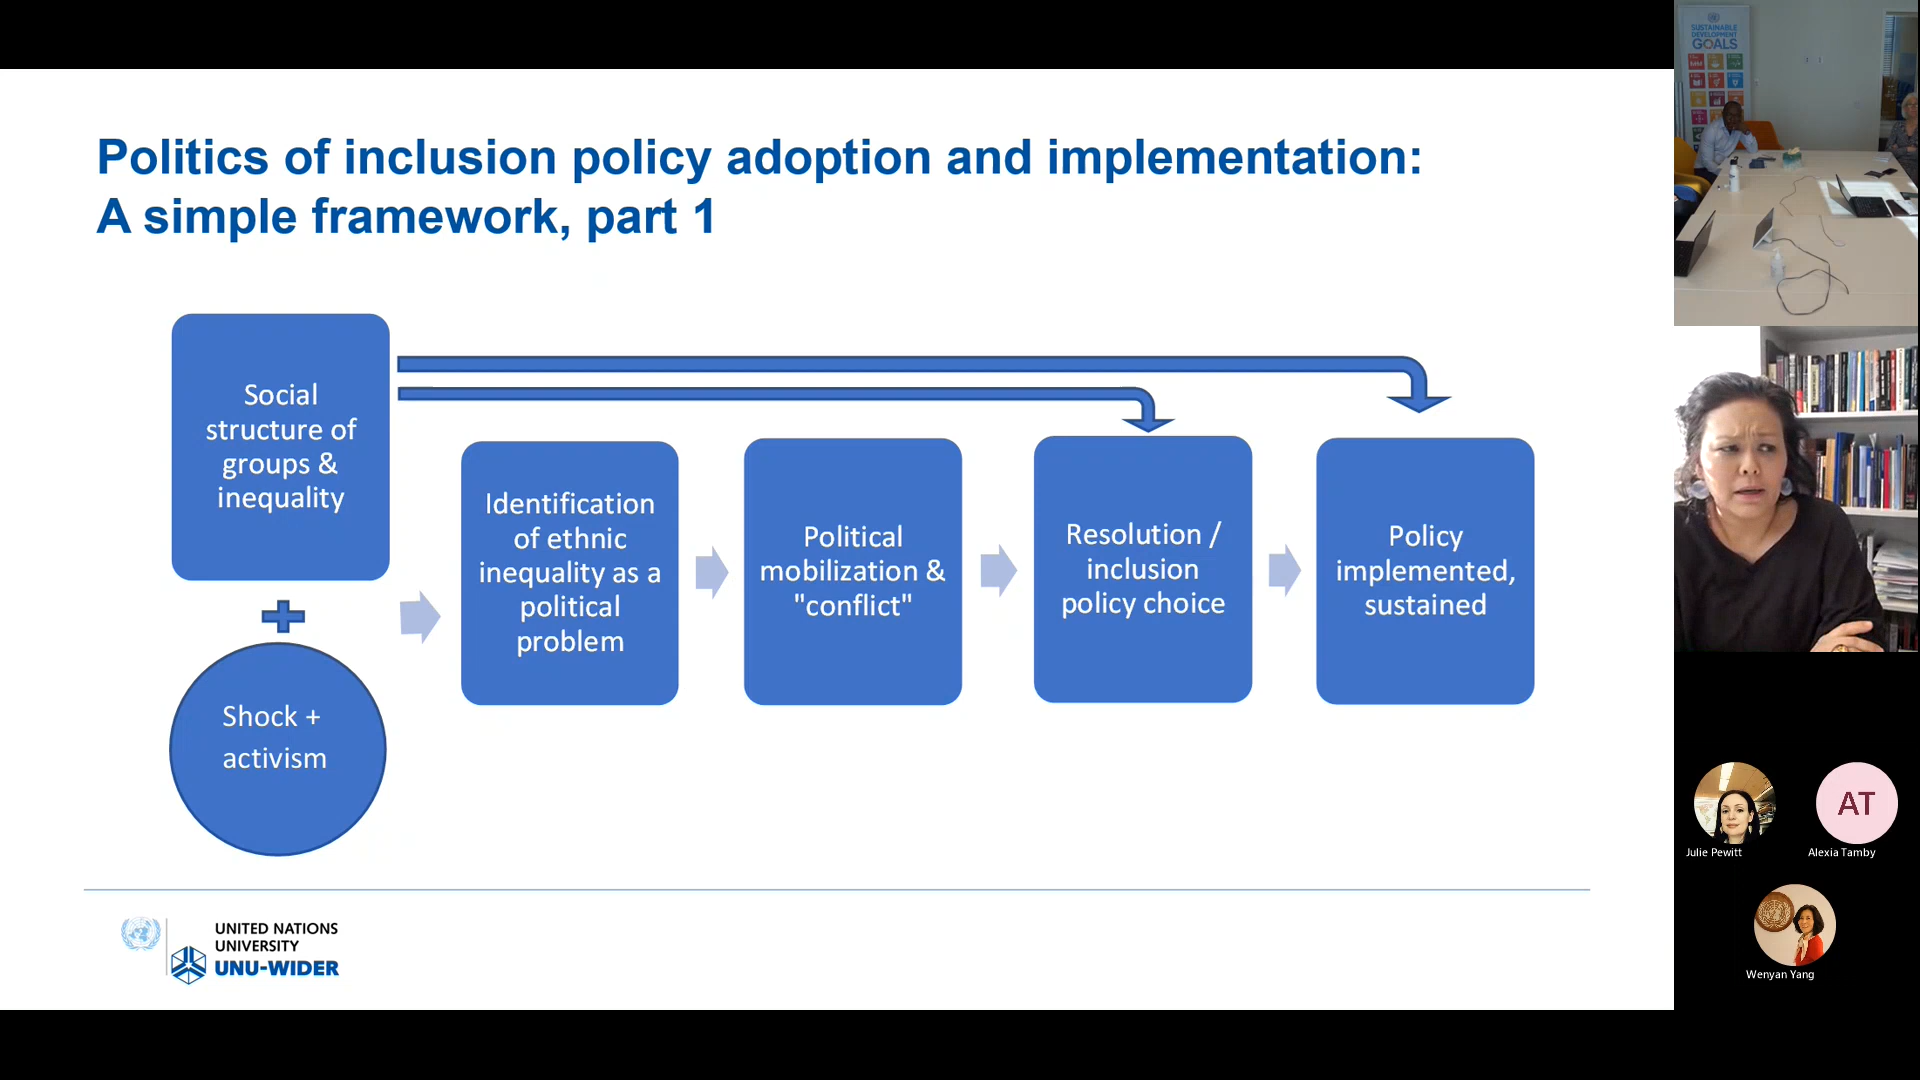 Politics of inclusion policy adoption and implementation:
A simple framework, part 1
Social
structure of
groups &
inequality
Shock +
activism
Identification
of ethnic
inequality as a
political
problem
Political
mobilization &
"conflict"
Resolution /
inclusion
policy choice
Policy
implemented,
sustained
UNITED NATIONS
UNIVERSITY
UNU-WIDER
SUSTAINABLE
DEVELOPMENT
GOALS
Julie Pewitt
AT
Alexia Tamby
Wenyan Yang